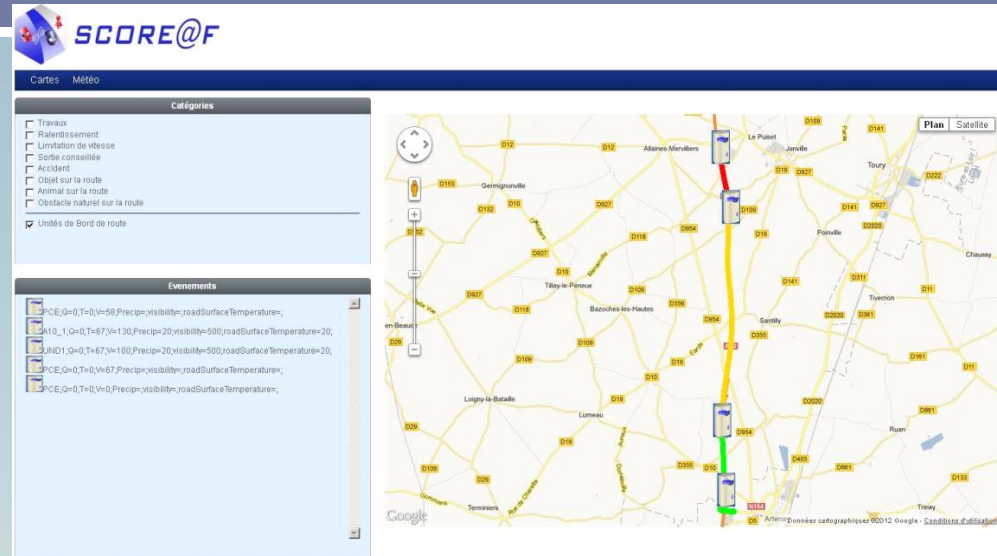 SCORE@F
Cartes Météo
Catégories
Travaux
Ralentissement
Limitation de vitesse
Sortie conseillée
Accident
Objet sur la route
Animal sur la route
Obstacle naturel sur la route
Unités de Bord de route
Evenements
PCE;Q=0;T=0;V=58;Precip=;visibility=;roadSurfaceTemperature=;
A10_1;Q=0;T=67;V=130;Precip=20;visibility=500;roadSurfaceTemperature=20;
UND1;Q=0;T=67;V=100;Precip=20;visibility=500;roadSurfaceTemperature=20;
PCE;Q=0;T=0;V=67;Precip=;visibility=;roadSurfaceTemperature=;
PCE;Q=0;T=0;V=0;Precip=;visibility=;roadSurfaceTemperature=;
Plan Satellite
D109
D141
Le Puiset
D12
D12
Allaines-Mervilliers
Janville
Toury
D19 D927
D222
D153
Germignonville
D132
D10
D927
D109
D141 D927
D2020
D118
D954
D19
Poinville
D927
Chaussy
D10
D141
D311
Tillay-le-Péneux
D109
D11
D927
D118
Bazoches-les-Hautes
D356
Tivernon
D954
Santilly
D2020 D361
D29
D109
D355
D109
D19
D161
D11
D10
Loigny-la-Bataille
D19
D2020
Lumeau
D861
D29
D954
Ruan
D19
D109
D355 D10
D405
D861
D29
D133
Terminiers
Rue de Charette
N154
Trinay
Google
D5 Artenay
Données cartographiques ©2012 Google - Conditions d'utilisation